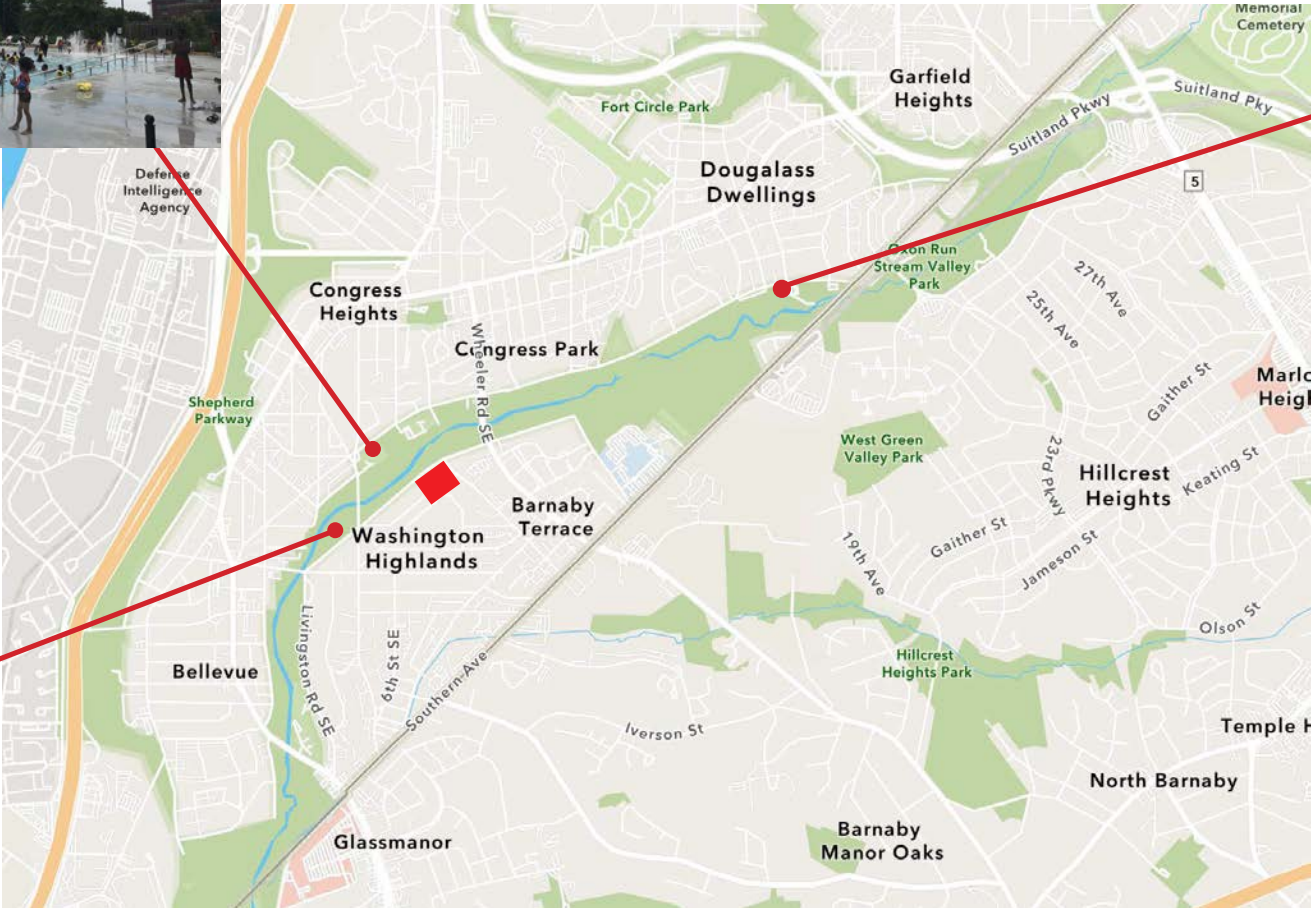 Memorial
Cemetery
Garfield
Heights
Suitland Pky
Fort Circle Park
Suitland Pkwy
Dougalass
Dwellings
5
Defense
Intelligence
Agency
Oxon Run
Stream Valley
Park
27th Ave
Congress
Heights
25th Ave
Wheeler Rd SE
Congress Park
Gaither St
Shepherd
Parkway
Marlo
Heigh
West Green
Valley Park
23rd Pkwy
Hillcrest
Heights
Keating St
Barnaby
Terrace
Washington
Highlands
Gaither St
19th Ave
Jameson St
Olson St
Livingston Rd SE
6th St SE
Bellevue
Hillcrest
Heights Park
Southern Ave
Iverson St
Temple H
North Barnaby
Glassmanor
Barnaby
Manor Oaks